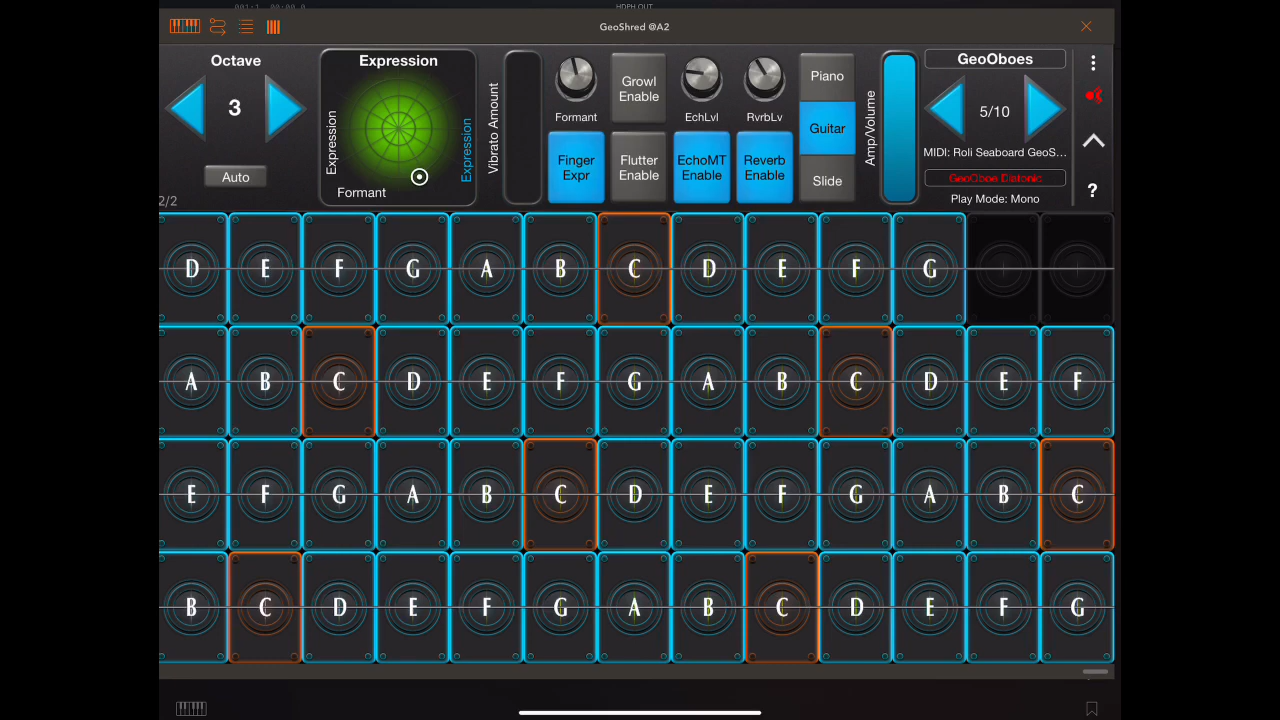 HDPH OUT
GeoShred @A2
Octave
3
Auto
2/2
Expression
Expression
Expression
Formant
Vibrato Amount
Formant
Growl Enable
EchLvl
RvrbLv
Finger Expr
Flutter Enable
EchoMT Enable
Reverb Enable
Piano
Guitar
Slide
Amp/Volume
GeoOboes
5/10
MIDI: Roli Seaboard GeoS...
GeoOboe Diatonic
Play Mode: Mono
?
D E F G A B C D E F G
A B C D E F G A B C D E F
E F G A B C D E F G A B C
B C D E F G A B C D E F G